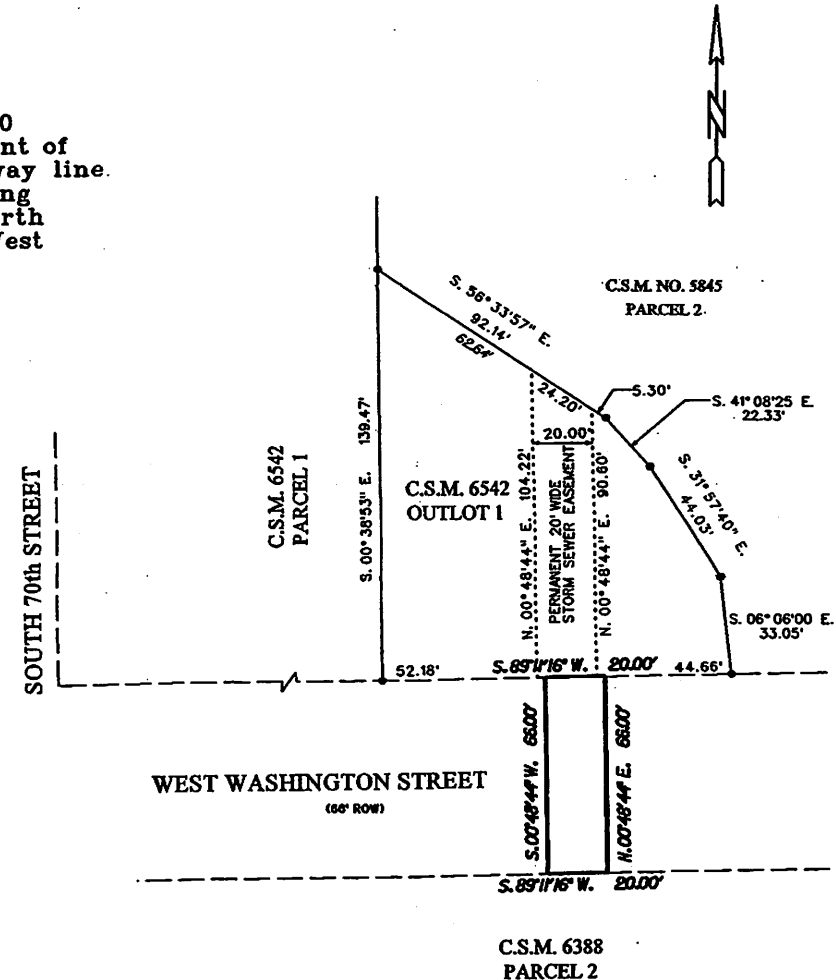 0
nt of
way line.
ng
rth
West
N
C.S.M. NO. 5845
PARCEL 2.
S. 56° 33'57" E.
92.14'
62.64'
24.20'
5.30'
S. 41° 08'25 E.
22.33'
20.00'
S. 31° 57'40" E.
44.03'
S. 00° 38'53" E. 139.47'
C.S.M. 6542
PARCEL 1
C.S.M. 6542
OUTLOT 1
N. 00° 48'44" E. 104.22'
PERMANENT 20' WIDE
STORM SEWER EASEMENT
N. 00° 48'44" E. 90.60'
S. 06° 06'00 E.
33.05'
SOUTH 70th STREET
52.18'
S. 89°11'16" W. 20.00'
44.66'
WEST WASHINGTON STREET
(66' ROW)
S.00°48'44" W. 66.00'
N.00°48'44" E. 66.00'
S.89°11'16" W. 20.00'
C.S.M. 6388
PARCEL 2